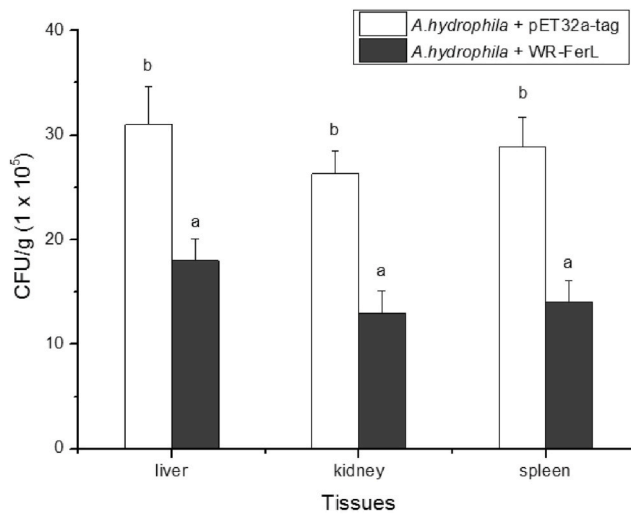 A.hydrophila + pET32a-tag
A.hydrophila + WR-FerL
40
30
20
10
0
CFU/g (1 x 10⁵)
b
a
b
a
b
a
liver
kidney
spleen
Tissues